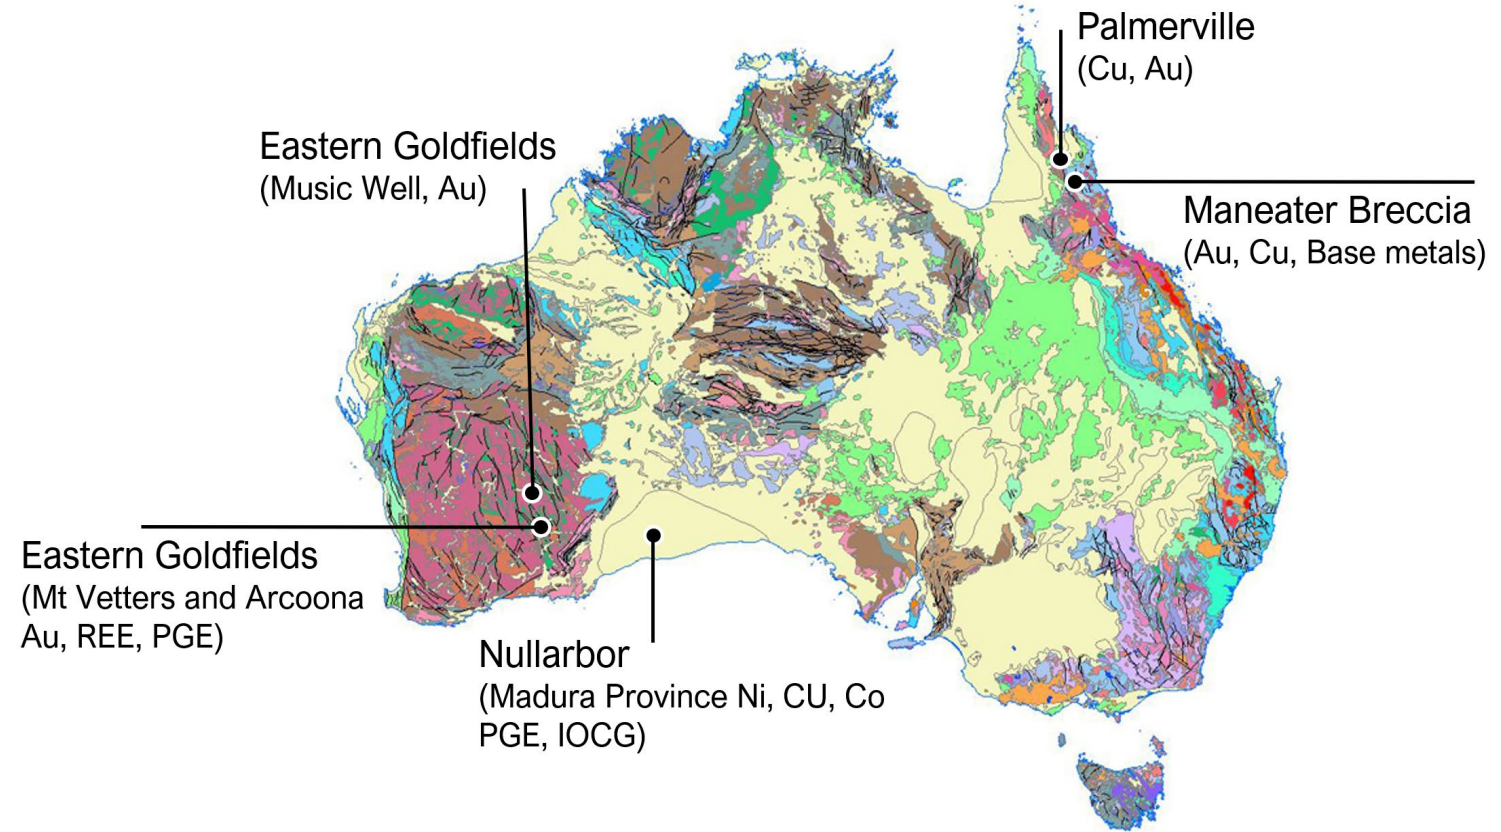 Palmerville
(Cu, Au)
Eastern Goldfields
(Music Well, Au)
Maneater Breccia
(Au, Cu, Base metals)
Eastern Goldfields
(Mt Vetters and Arcoona
Au, REE, PGE)
Nullarbor
(Madura Province Ni, CU, Co
PGE, IOCG)